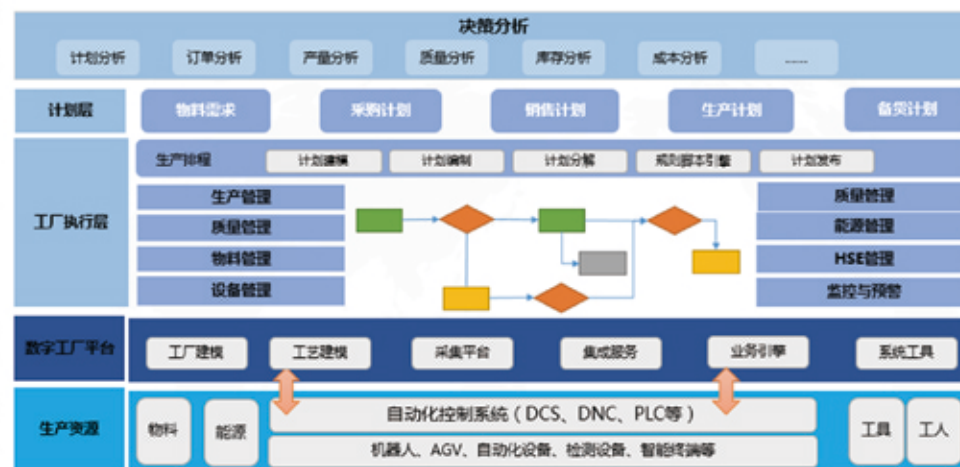 决策分析
计划分析 订单分析 产量分析 质量分析 库存分析 成本分析 ......
计划层 物料需求 采购计划 销售计划 生产计划 备货计划
生产排程 计划建模 计划编制 计划分解 规则脚本引擎 计划发布
工厂执行层
生产管理
质量管理
物料管理
设备管理
质量管理
能源管理
HSE管理
监控与预警
数字工厂平台 工厂建模 工艺建模 采集平台 集成服务 业务引擎 系统工具
生产资源 物料 能源
自动化控制系统（DCS、DNC、PLC等）
机器人、AGV、自动化设备、检测设备、智能终端等
工具 工人